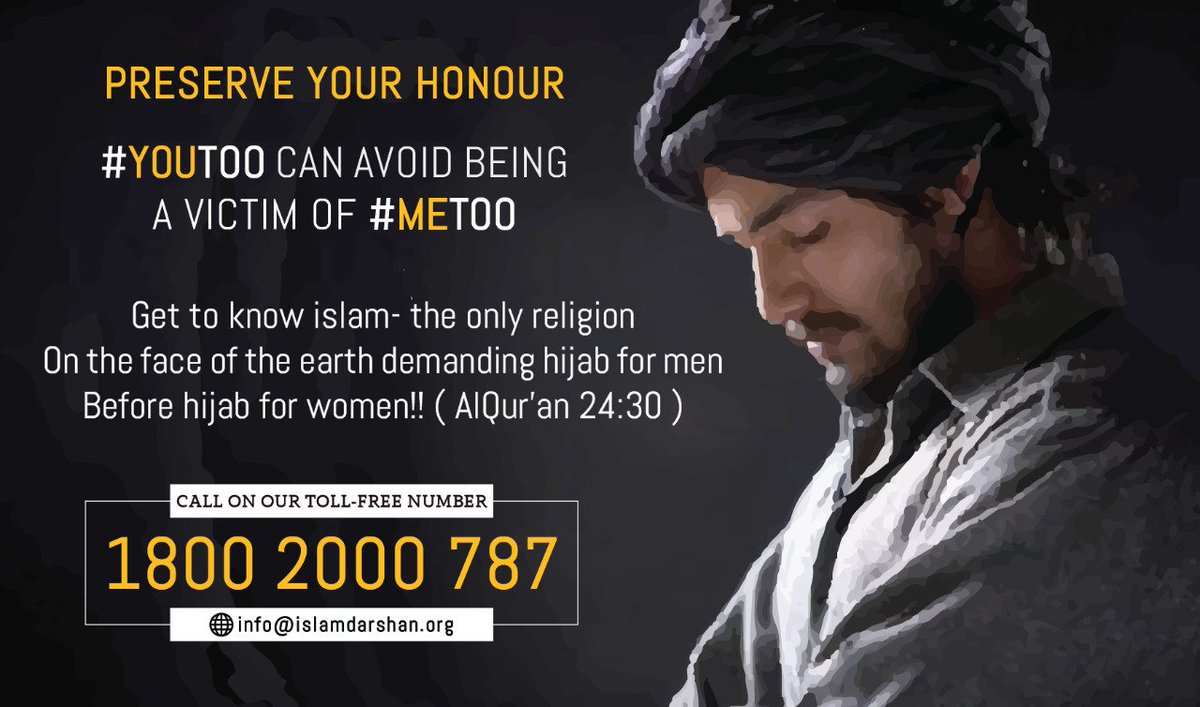 PRESERVE YOUR HONOUR
#YOUTOO CAN AVOID BEING
A VICTIM OF #METOO
Get to know islam- the only religion
On the face of the earth demanding hijab for men
Before hijab for women!! ( AlQur'an 24:30 )
CALL ON OUR TOLL-FREE NUMBER
1800 2000 787
info@islamdarshan.org